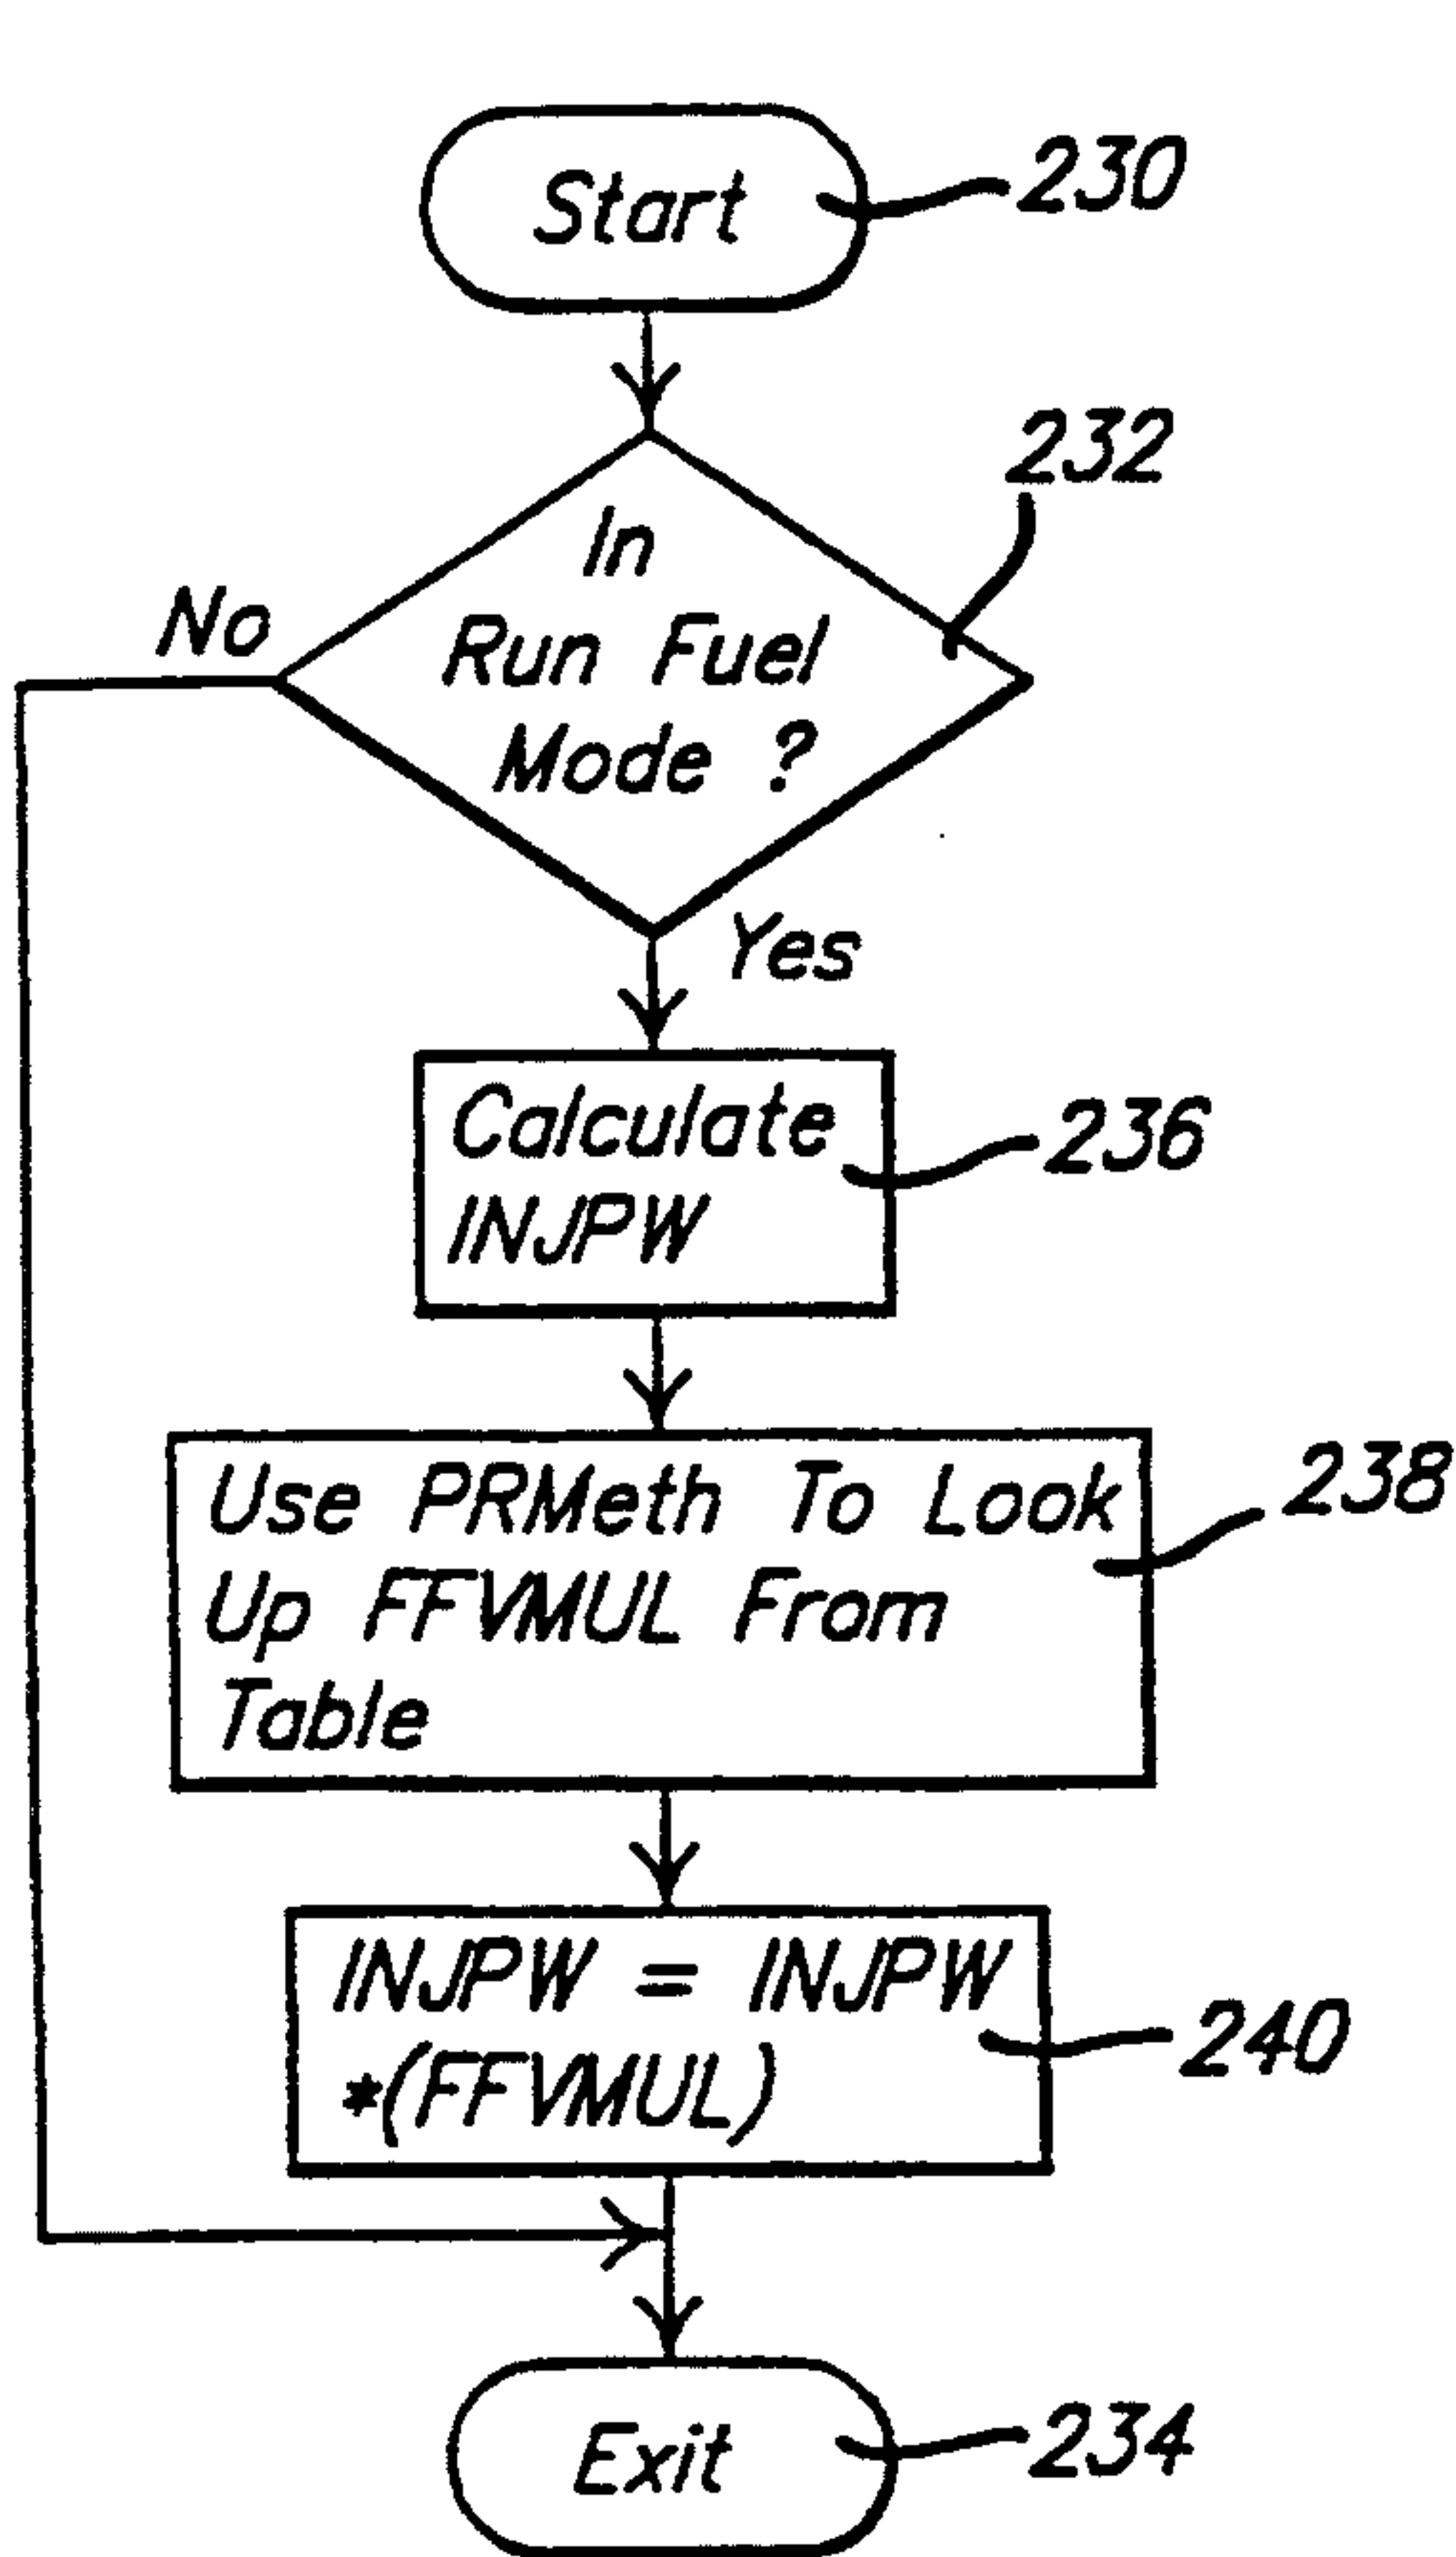 Start
230
232
In
Run Fuel
Mode ?
No
Yes
Calculate
INJPW
236
Use PRMeth To Look
Up FFVMUL From
Table
238
INJPW = INJPW
*(FFVMUL)
240
Exit
234